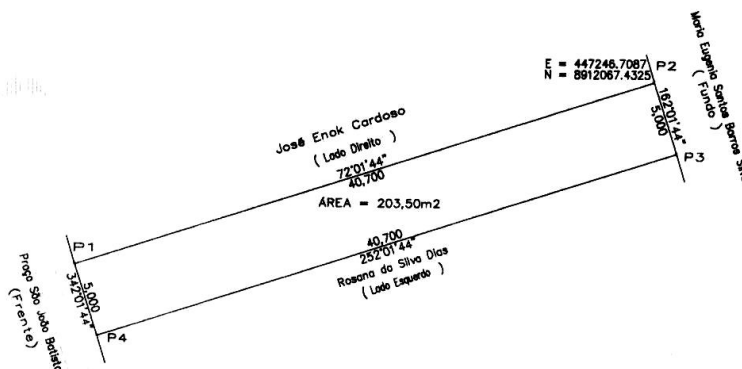 E = 447246.7087
N = 8912067.4325
P2
Maria Eugenia Santos Barros
( Fundo )
162°01'44"
5,000
P3
José Enok Cardoso
( Lado Direito )
72°01'44"
40,700
ÁREA = 203,50m2
40,700
252°01'44"
Rosana da Silva Dias
( Lado Esquerdo )
P1
5,000
342°01'44"
Praça São João Batista
(Frente)
P4